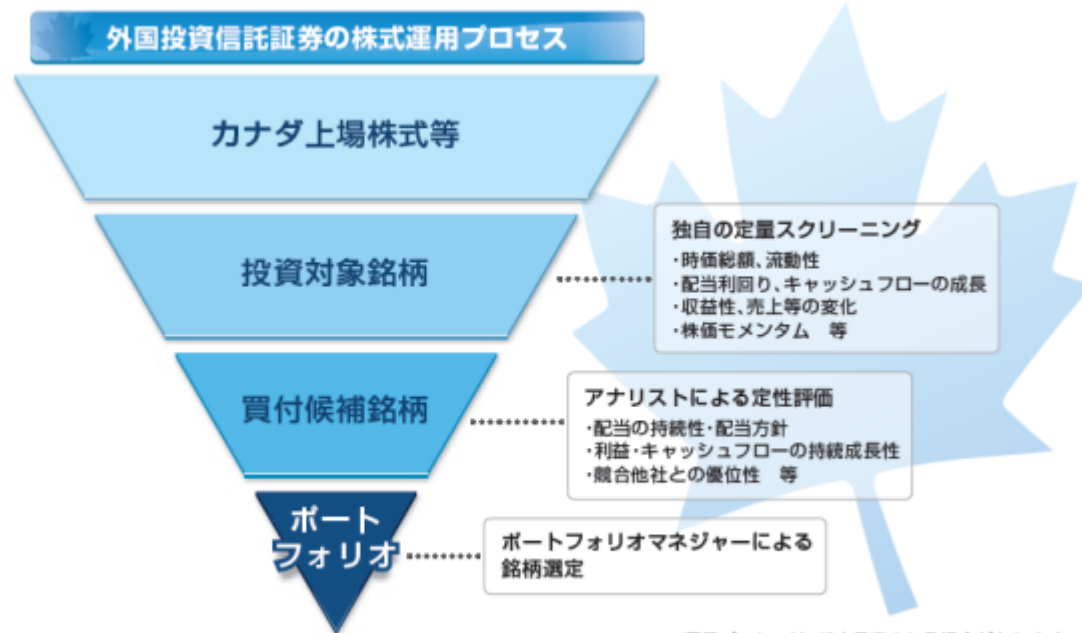 外国投資信託証券の株式運用プロセス
カナダ上場株式等
投資対象銘柄
独自の定量スクリーニング
・時価総額、流動性
・配当利回り、キャッシュフローの成長
・収益性、売上等の変化
・株価モメンタム 等
買付候補銘柄
アナリストによる定性評価
・配当の持続性・配当方針
・利益・キャッシュフローの持続成長性
・競合他社との優位性 等
ポート
フォリオ
ポートフォリオマネジャーによる
銘柄選定